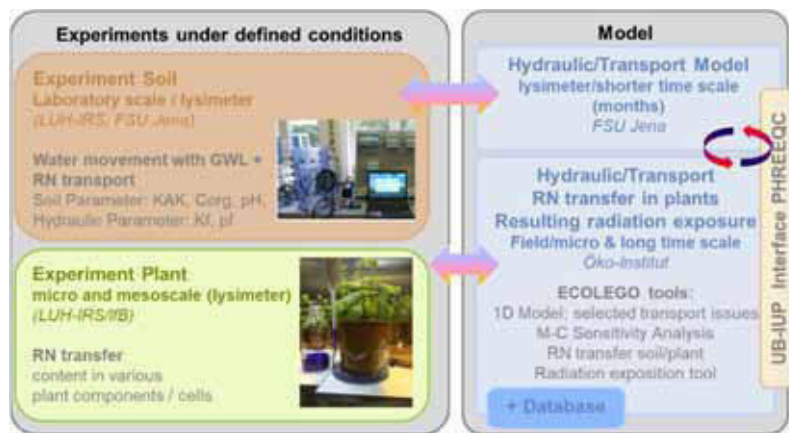 Experiments under defined conditions
Experiment Soil
Laboratory scale / lysimeter
(LUH-IRS, FSU Jena)
Water movement with GWL +
RN transport
Soil Parameter: KAK, Corg, pH,
Hydraulic Parameter: Kf, pf
Experiment Plant
micro and mesoscale (lysimeter)
(LUH-IRS/IfB)
RN transfer
content in various
plant components / cells
Model
Hydraulic/Transport Model
lysimeter/shorter time scale
(months)
FSU Jena
Hydraulic/Transport
RN transfer in plants
Resulting radiation exposure
Field/micro & long time scale
Öko-Institut
ECOLEGO tools:
1D Model: selected transport issues
M-C Sensitivity Analysis
RN transfer soil/plant
Radiation exposition tool
+ Database
UB-IUP Interface PHREEQC